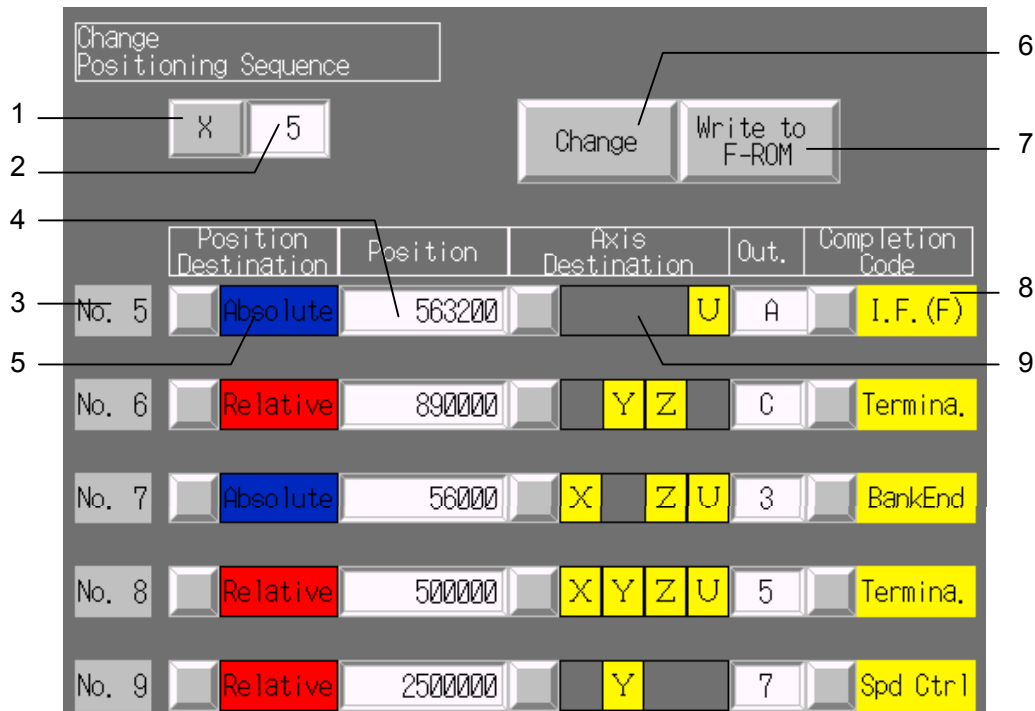 Change
Positioning Sequence
6
1
X 5
Change
Write to
F-ROM
7
2
4
Position
Destination
Position
Axis
Destination
Out.
Completion
Code
3
No. 5 Absolute 563200 U A I.F.(F)
8
5
9
No. 6 Relative 890000 Y Z C Termina.
No. 7 Absolute 56000 X Z U 3 BankEnd
No. 8 Relative 500000 X Y Z U 5 Termina.
No. 9 Relative 2500000 Y 7 Spd Ctrl